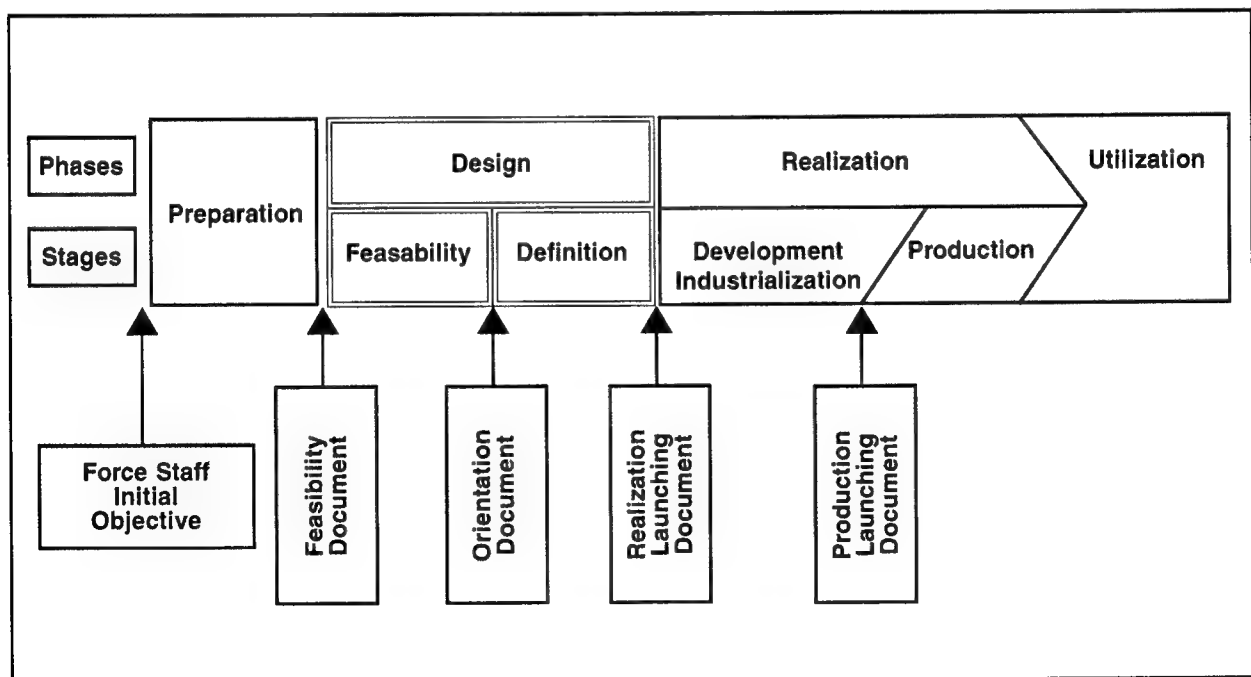 Phases
Stages
Preparation
Design
Feasability
Definition
Realization
Development
Industrialization
Production
Utilization
Force Staff
Initial
Objective
Feasibility
Document
Orientation
Document
Realization
Launching
Document
Production
Launching
Document